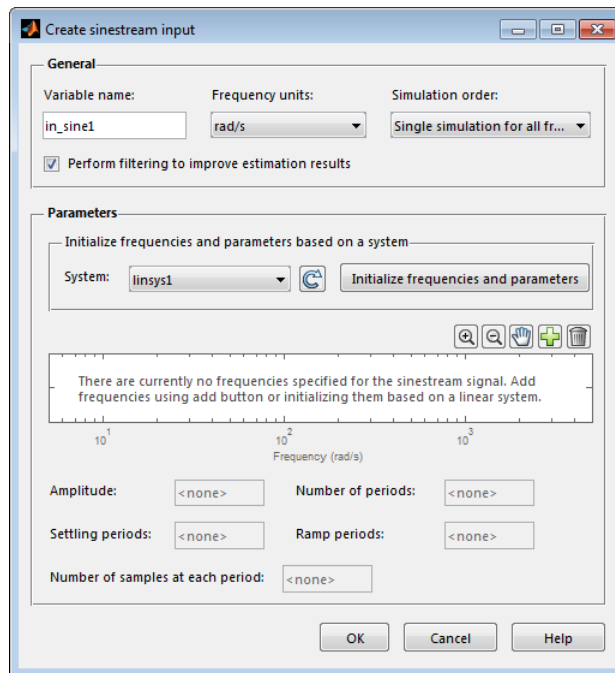 Create sinestream input
General
Variable name: Frequency units: Simulation order:
in_sine1 rad/s Single simulation for all fr...
Perform filtering to improve estimation results
Parameters
Initialize frequencies and parameters based on a system
System: linsys1 Initialize frequencies and parameters
There are currently no frequencies specified for the sinestream signal. Add
frequencies using add button or initializing them based on a linear system.
10^1 10^2 10^3
Frequency (rad/s)
Amplitude: <none> Number of periods: <none>
Settling periods: <none> Ramp periods: <none>
Number of samples at each period: <none>
OK Cancel Help